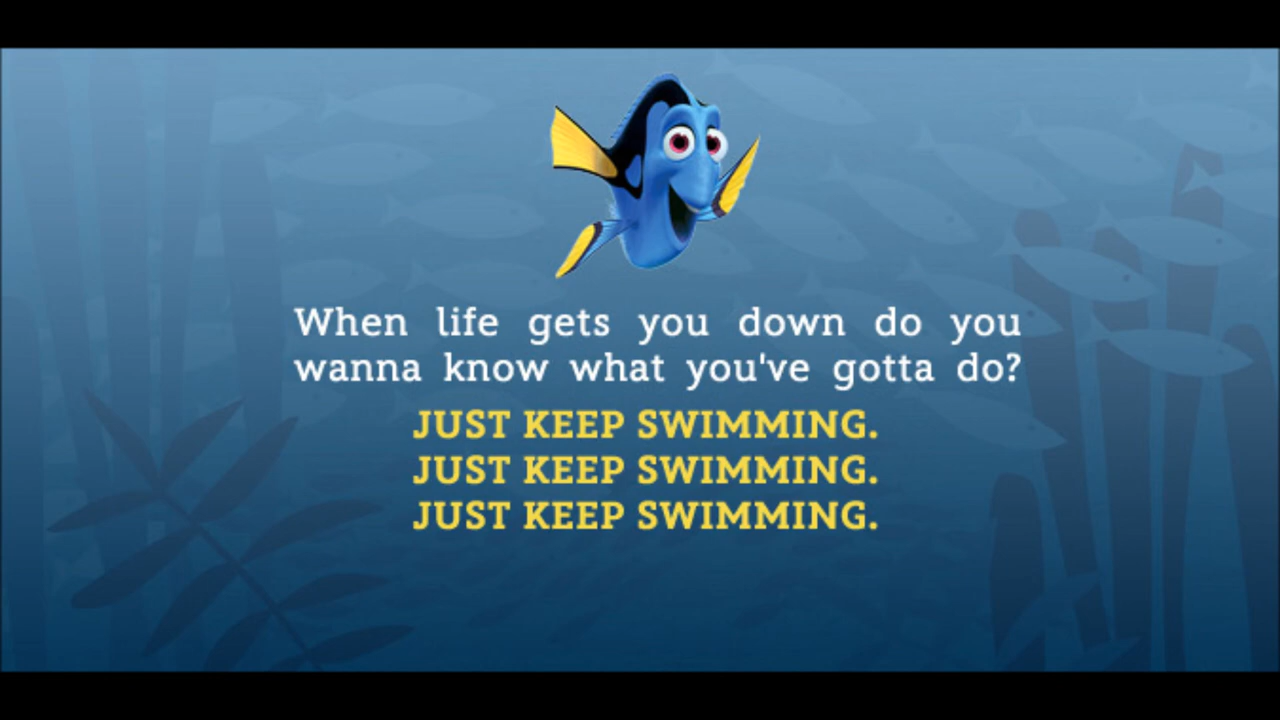 When life gets you down do you
wanna know what you've gotta do?
JUST KEEP SWIMMING.
JUST KEEP SWIMMING.
JUST KEEP SWIMMING.